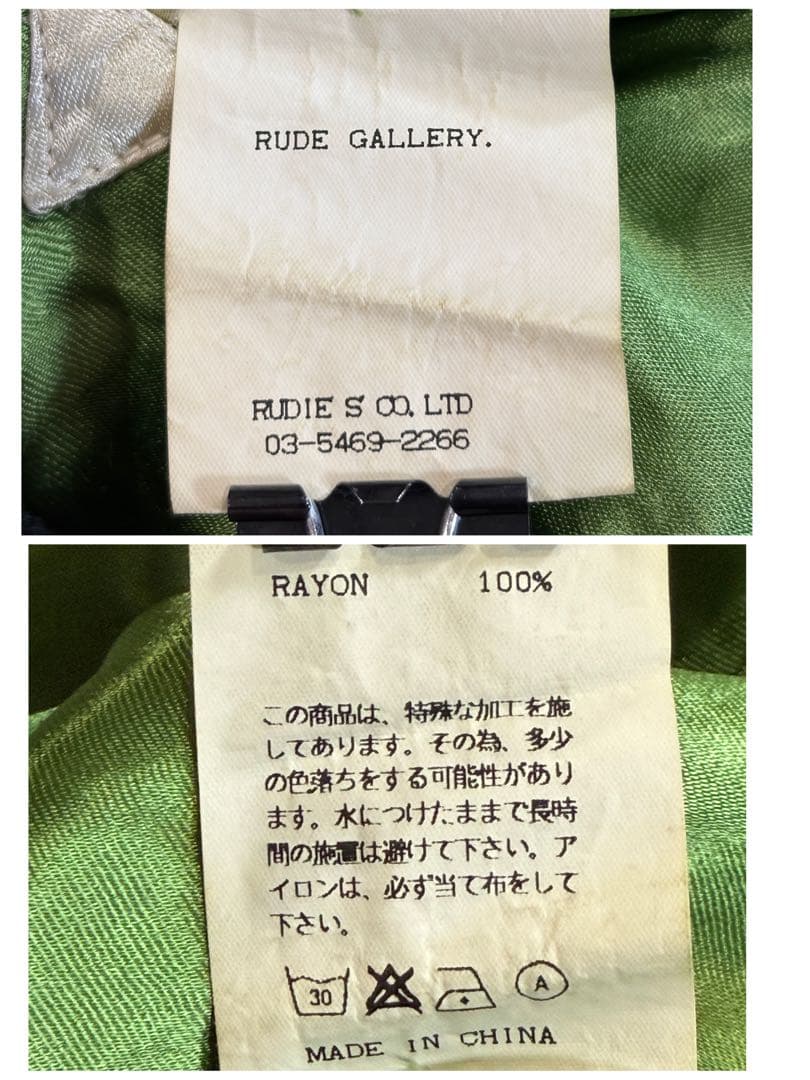 RUDE GALLERY.
RUDIE S' CO. LTD
03-5469-2266
RAYON 100%
この商品は、特殊な加工を施
してあります。その為、多少
の色落ちをする可能性があり
ます。水につけたままで長時
間の施置は避けて下さい。ア
イロンは、必ず当て布をして
下さい。
30 A
MADE IN CHINA